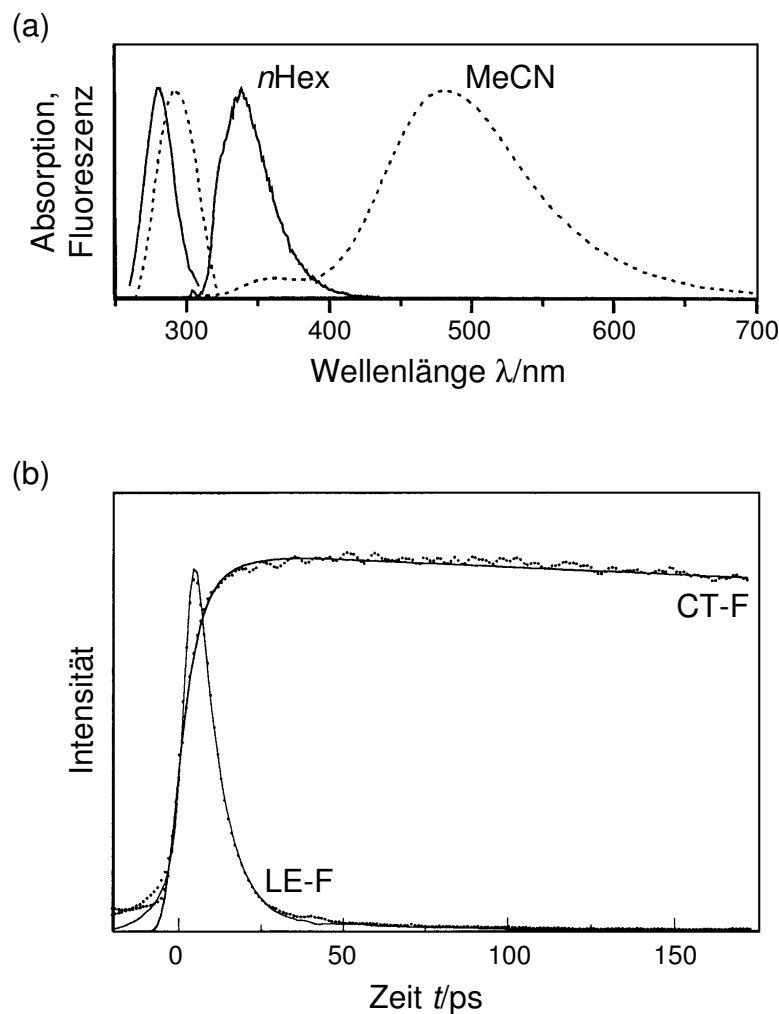 (a)
nHex
MeCN
Absorption,
Fluoreszenz
300
400
500
600
700
Wellenlänge λ/nm
(b)
CT-F
Intensität
LE-F
0
50
100
150
Zeit t/ps